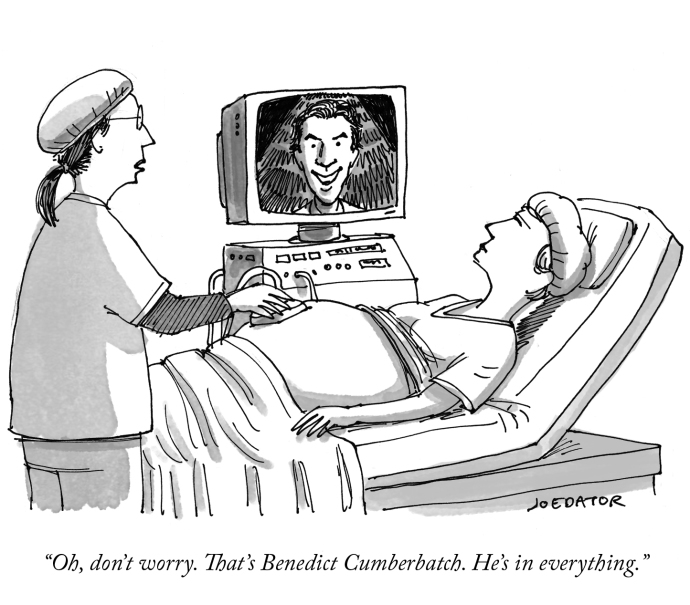 JOEDATOR
“Oh, don’t worry. That’s Benedict Cumberbatch. He’s in everything.”